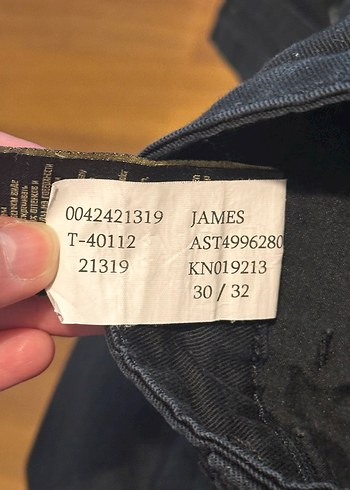 0042421319 JAMES
T-40112 AST4996280
21319 KN019213
30 / 32